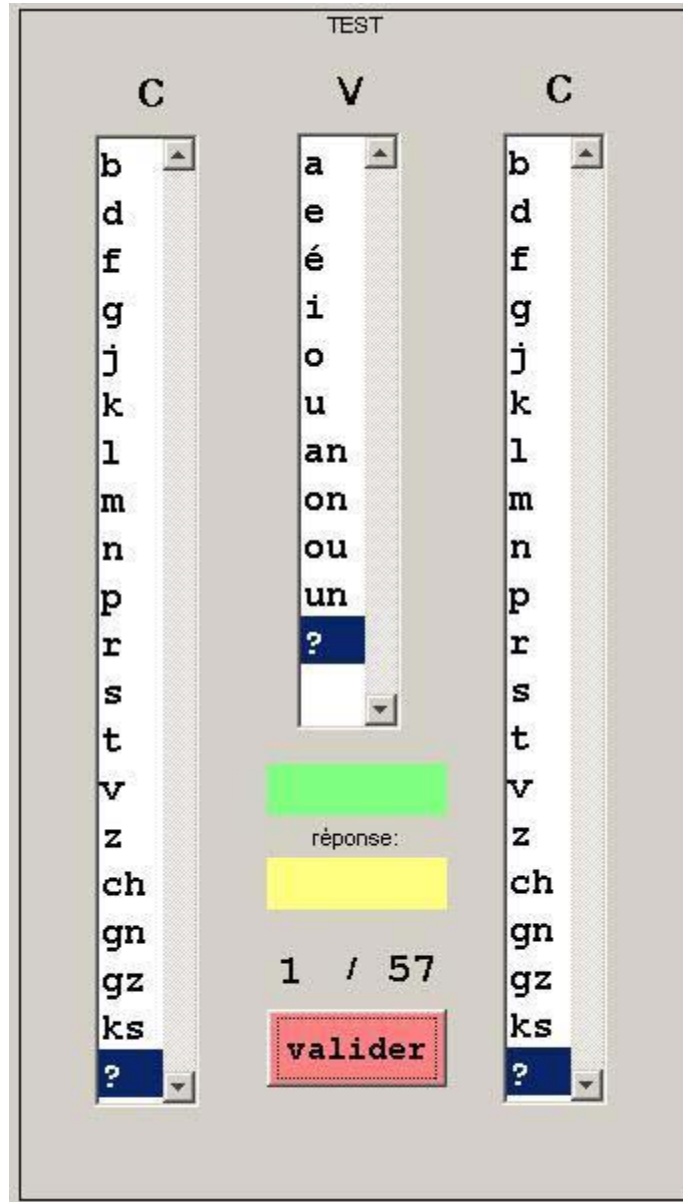 TEST
C V C
b a b
d e d
f é f
g i g
j o j
k u k
l an l
m on m
n ou n
p un p
r ? r
s s
t t
v v
z réponse: z
ch ch
gn gn
gz 1 / 57 gz
ks valider ks
? ?